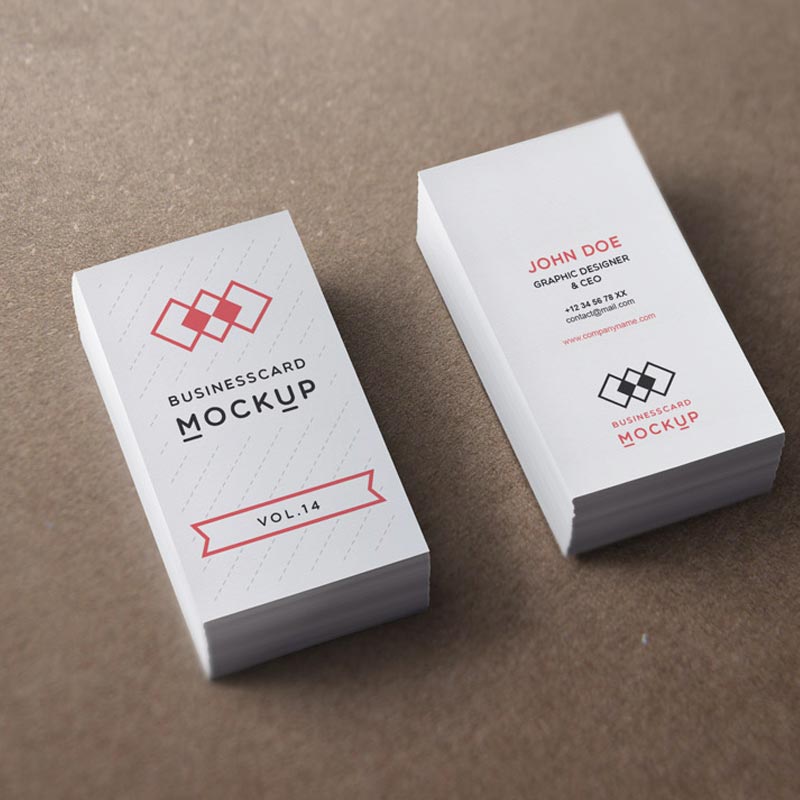 BUSINESSCARD
MOCKUP
VOL.14
JOHN DOE
GRAPHIC DESIGNER
& CEO
+12 34 56 78 XX
contact@mail.com
www.companyname.com
BUSINESSCARD
MOCKUP